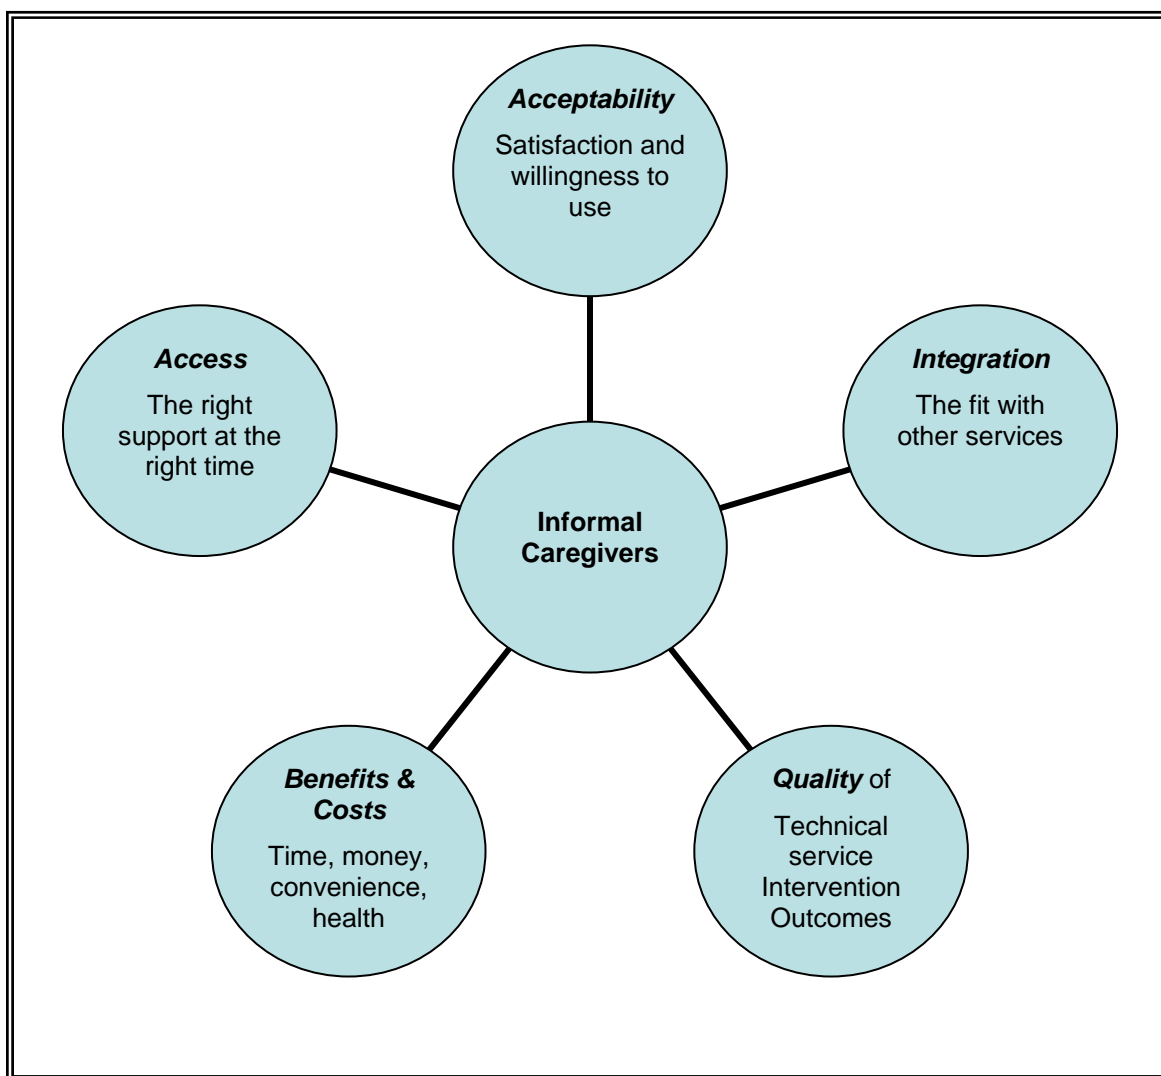 Acceptability
Satisfaction and
willingness to
use
Access
The right
support at the
right time
Integration
The fit with
other services
Informal
Caregivers
Benefits &
Costs
Time, money,
convenience,
health
Quality of
Technical
service
Intervention
Outcomes